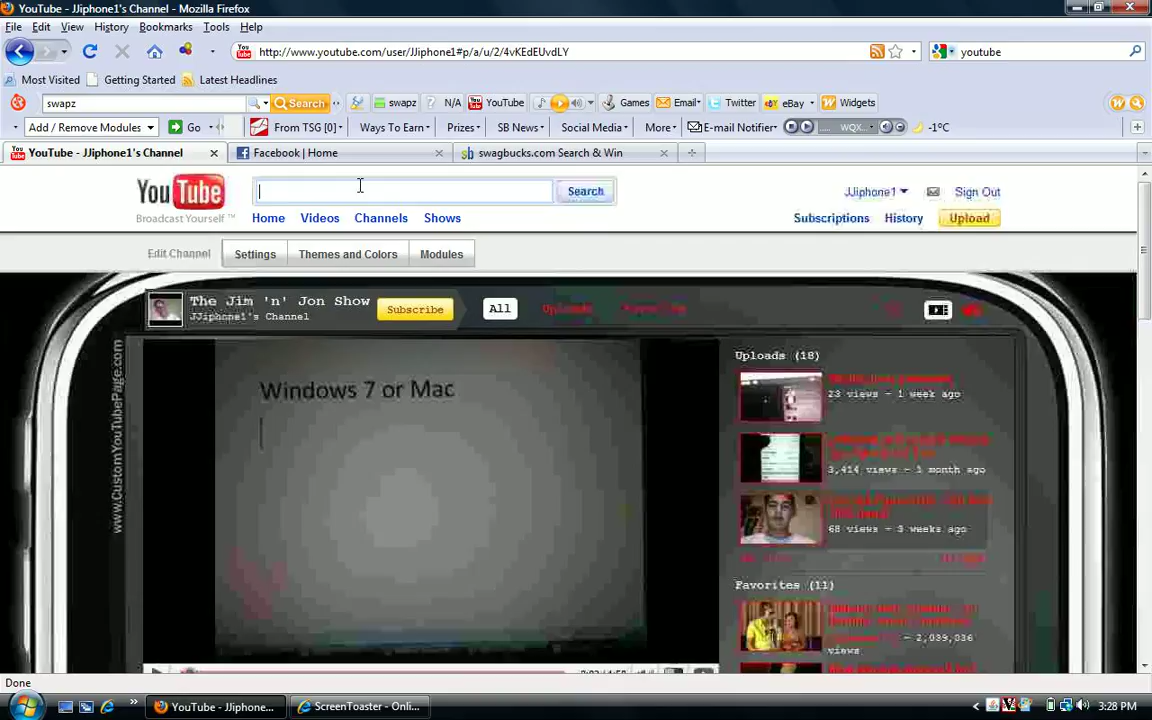 YouTube - JJiphone1's Channel - Mozilla Firefox
File Edit View History Bookmarks Tools Help
http://www.youtube.com/user/JJiphone1#p/a/u/2/4vKEdEUvdLY
youtube
Most Visited Getting Started Latest Headlines
swapz Search swapz N/A YouTube Games Email Twitter eBay Widgets
Add / Remove Modules Go From TSG [0] Ways To Earn Prizes SB News Social Media More E-mail Notifier WQX... -1°C
YouTube - JJiphone1's Channel Facebook | Home swagbucks.com Search & Win
YouTube Search JJiphone1 Sign Out
Broadcast Yourself ™ Home Videos Channels Shows Subscriptions History Upload
Edit Channel Settings Themes and Colors Modules
The Jim 'n' Jon Show
JJiphone1's Channel
Subscribe All Uploads Favorites
www.CustomYouTubePage.com
Windows 7 or Mac
Uploads (18)
23 views - 1 week ago
3,414 views - 1 month ago
68 views - 3 weeks ago
Favorites (11)
- 2,039,036
views
Done
YouTube - JJiphone... ScreenToaster - Onli... 3:28 PM